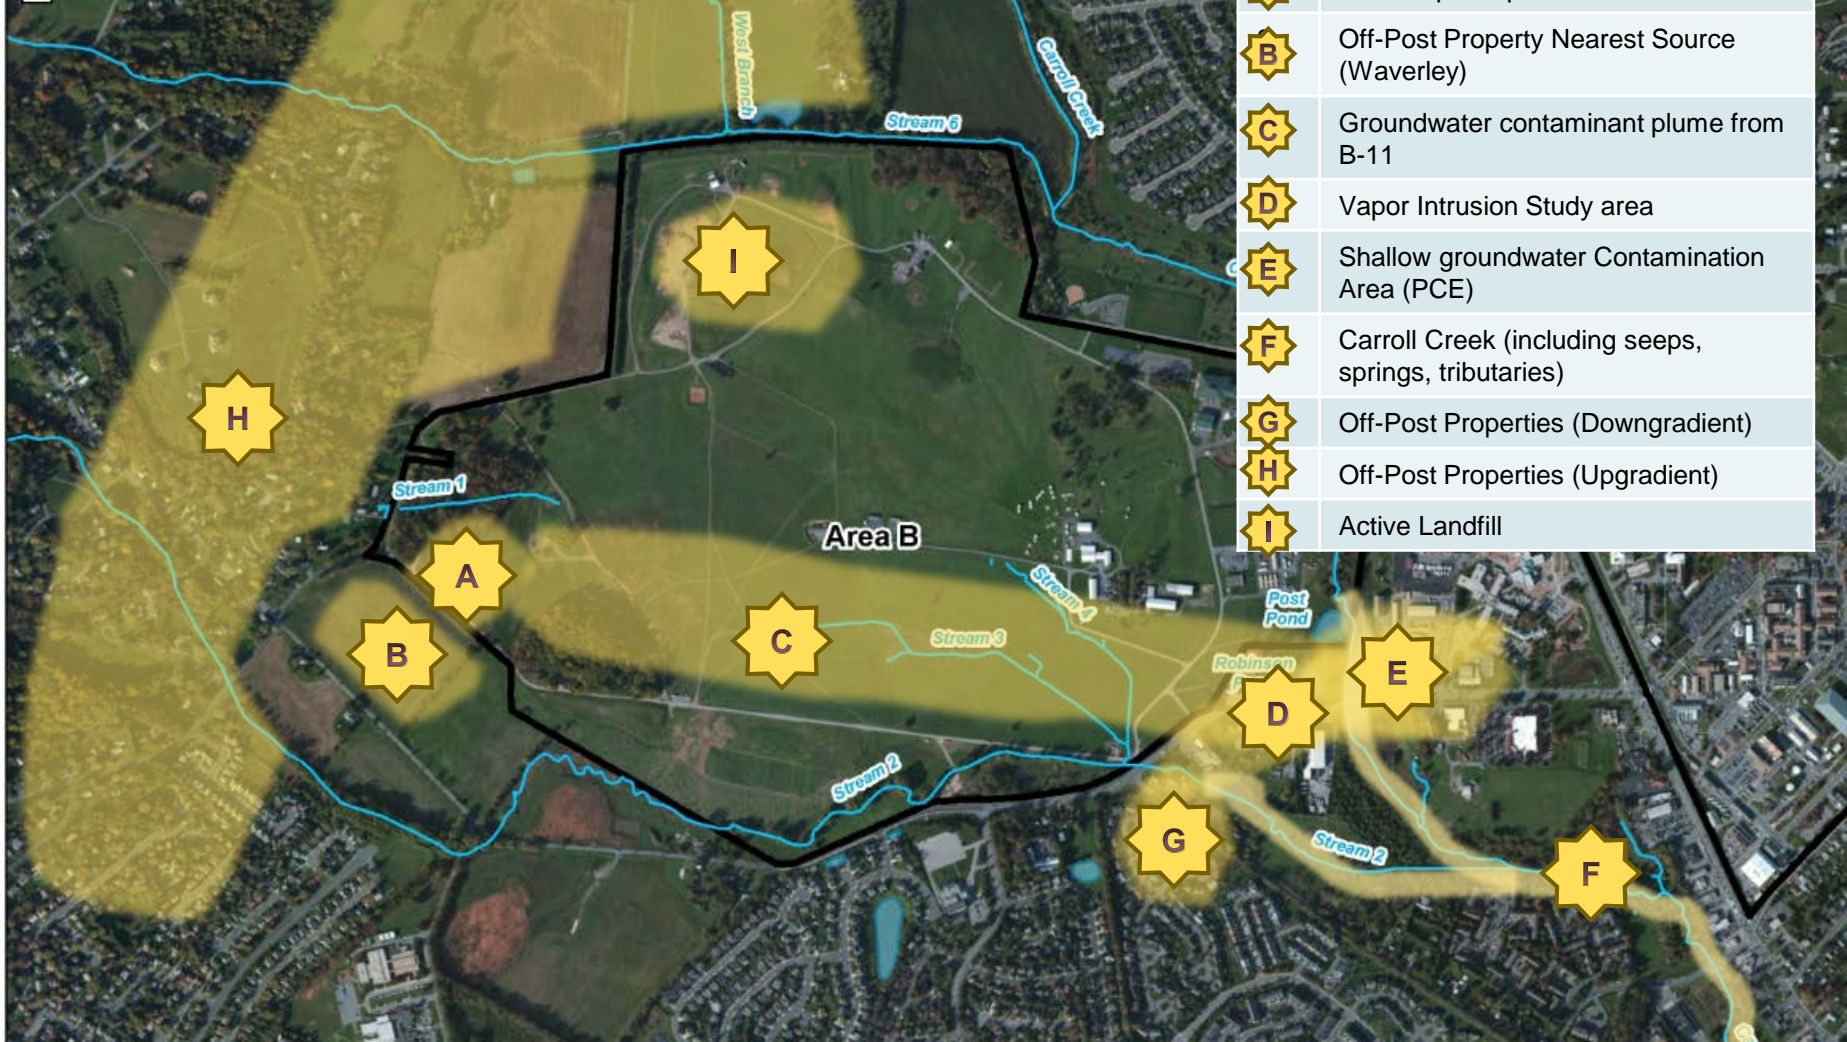 West Branch
Carroll Creek
Stream 6
B
Off-Post Property Nearest Source
(Waverley)
C
Groundwater contaminant plume from
B-11
D
Vapor Intrusion Study area
E
Shallow groundwater Contamination
Area (PCE)
F
Carroll Creek (including seeps,
springs, tributaries)
G
Off-Post Properties (Downgradient)
H
Off-Post Properties (Upgradient)
I
Active Landfill
I
H
Stream 1
Area B
A
B
C
Stream 3
Stream 4
Post
Pond
Robinson
D
E
Stream 2
G
Stream 2
F